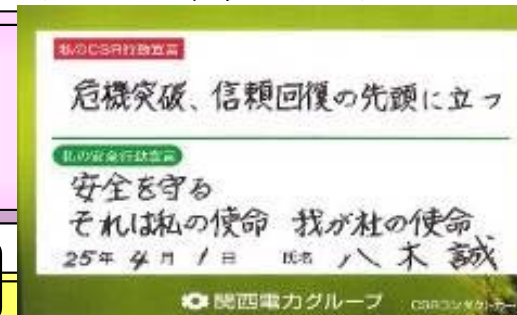 私のCSR行動宣言
危機突破、信頼回復の先頭に立つ
私の安全行動宣言
安全を守る
それは私の使命 我が社の使命
25年4月1日 氏名 八木 誠
関西電力グループ